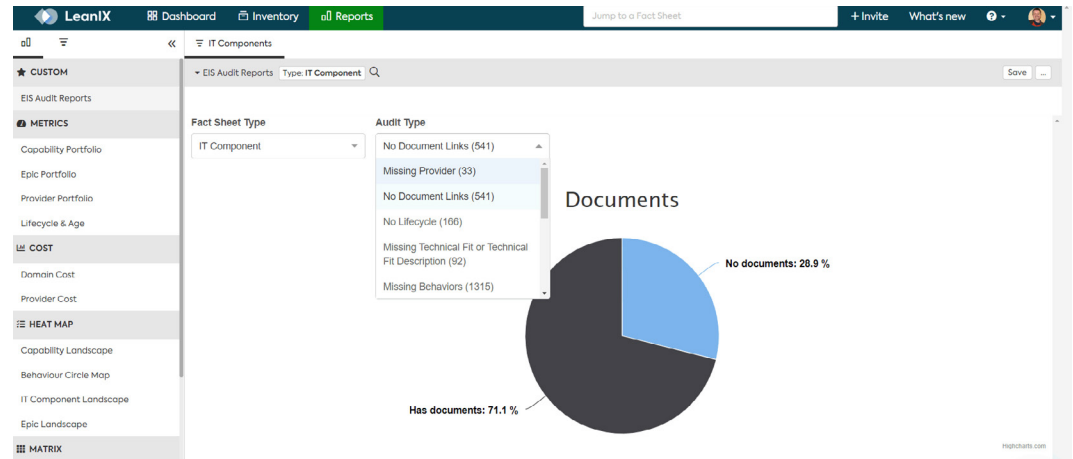 LeanIX
Dashboard
Inventory
Reports
Jump to a Fact Sheet
+ Invite
What's new
IT Components
CUSTOM
EIS Audit Reports
METRICS
Capability Portfolio
Epic Portfolio
Provider Portfolio
Lifecycle & Age
COST
Domain Cost
Provider Cost
HEAT MAP
Capability Landscape
Behaviour Circle Map
IT Component Landscape
Epic Landscape
MATRIX
EIS Audit Reports
Type: IT Component
Save
...
Fact Sheet Type
IT Component
Audit Type
No Document Links (541)
Missing Provider (33)
No Document Links (541)
No Lifecycle (166)
Missing Technical Fit or Technical
Fit Description (92)
Missing Behaviors (1315)
Documents
No documents: 28.9 %
Has documents: 71.1 %
highcharts.com